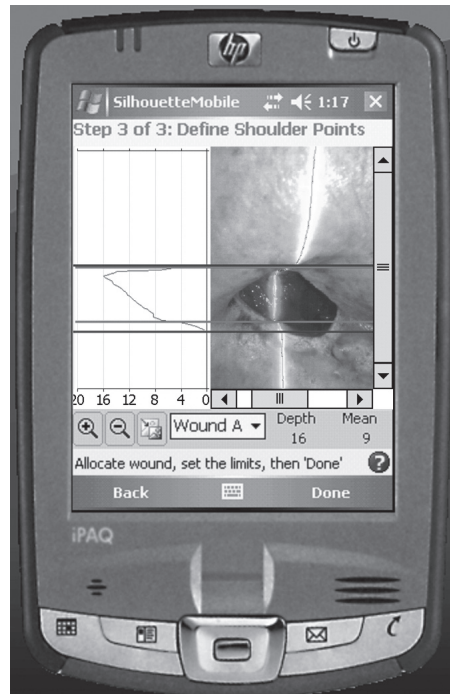 hp
SilhouetteMobile 1:17
Step 3 of 3: Define Shoulder Points
20 16 12 8 4 0
Wound A Depth Mean
16 9
Allocate wound, set the limits, then 'Done' ?
Back Done
iPAQ